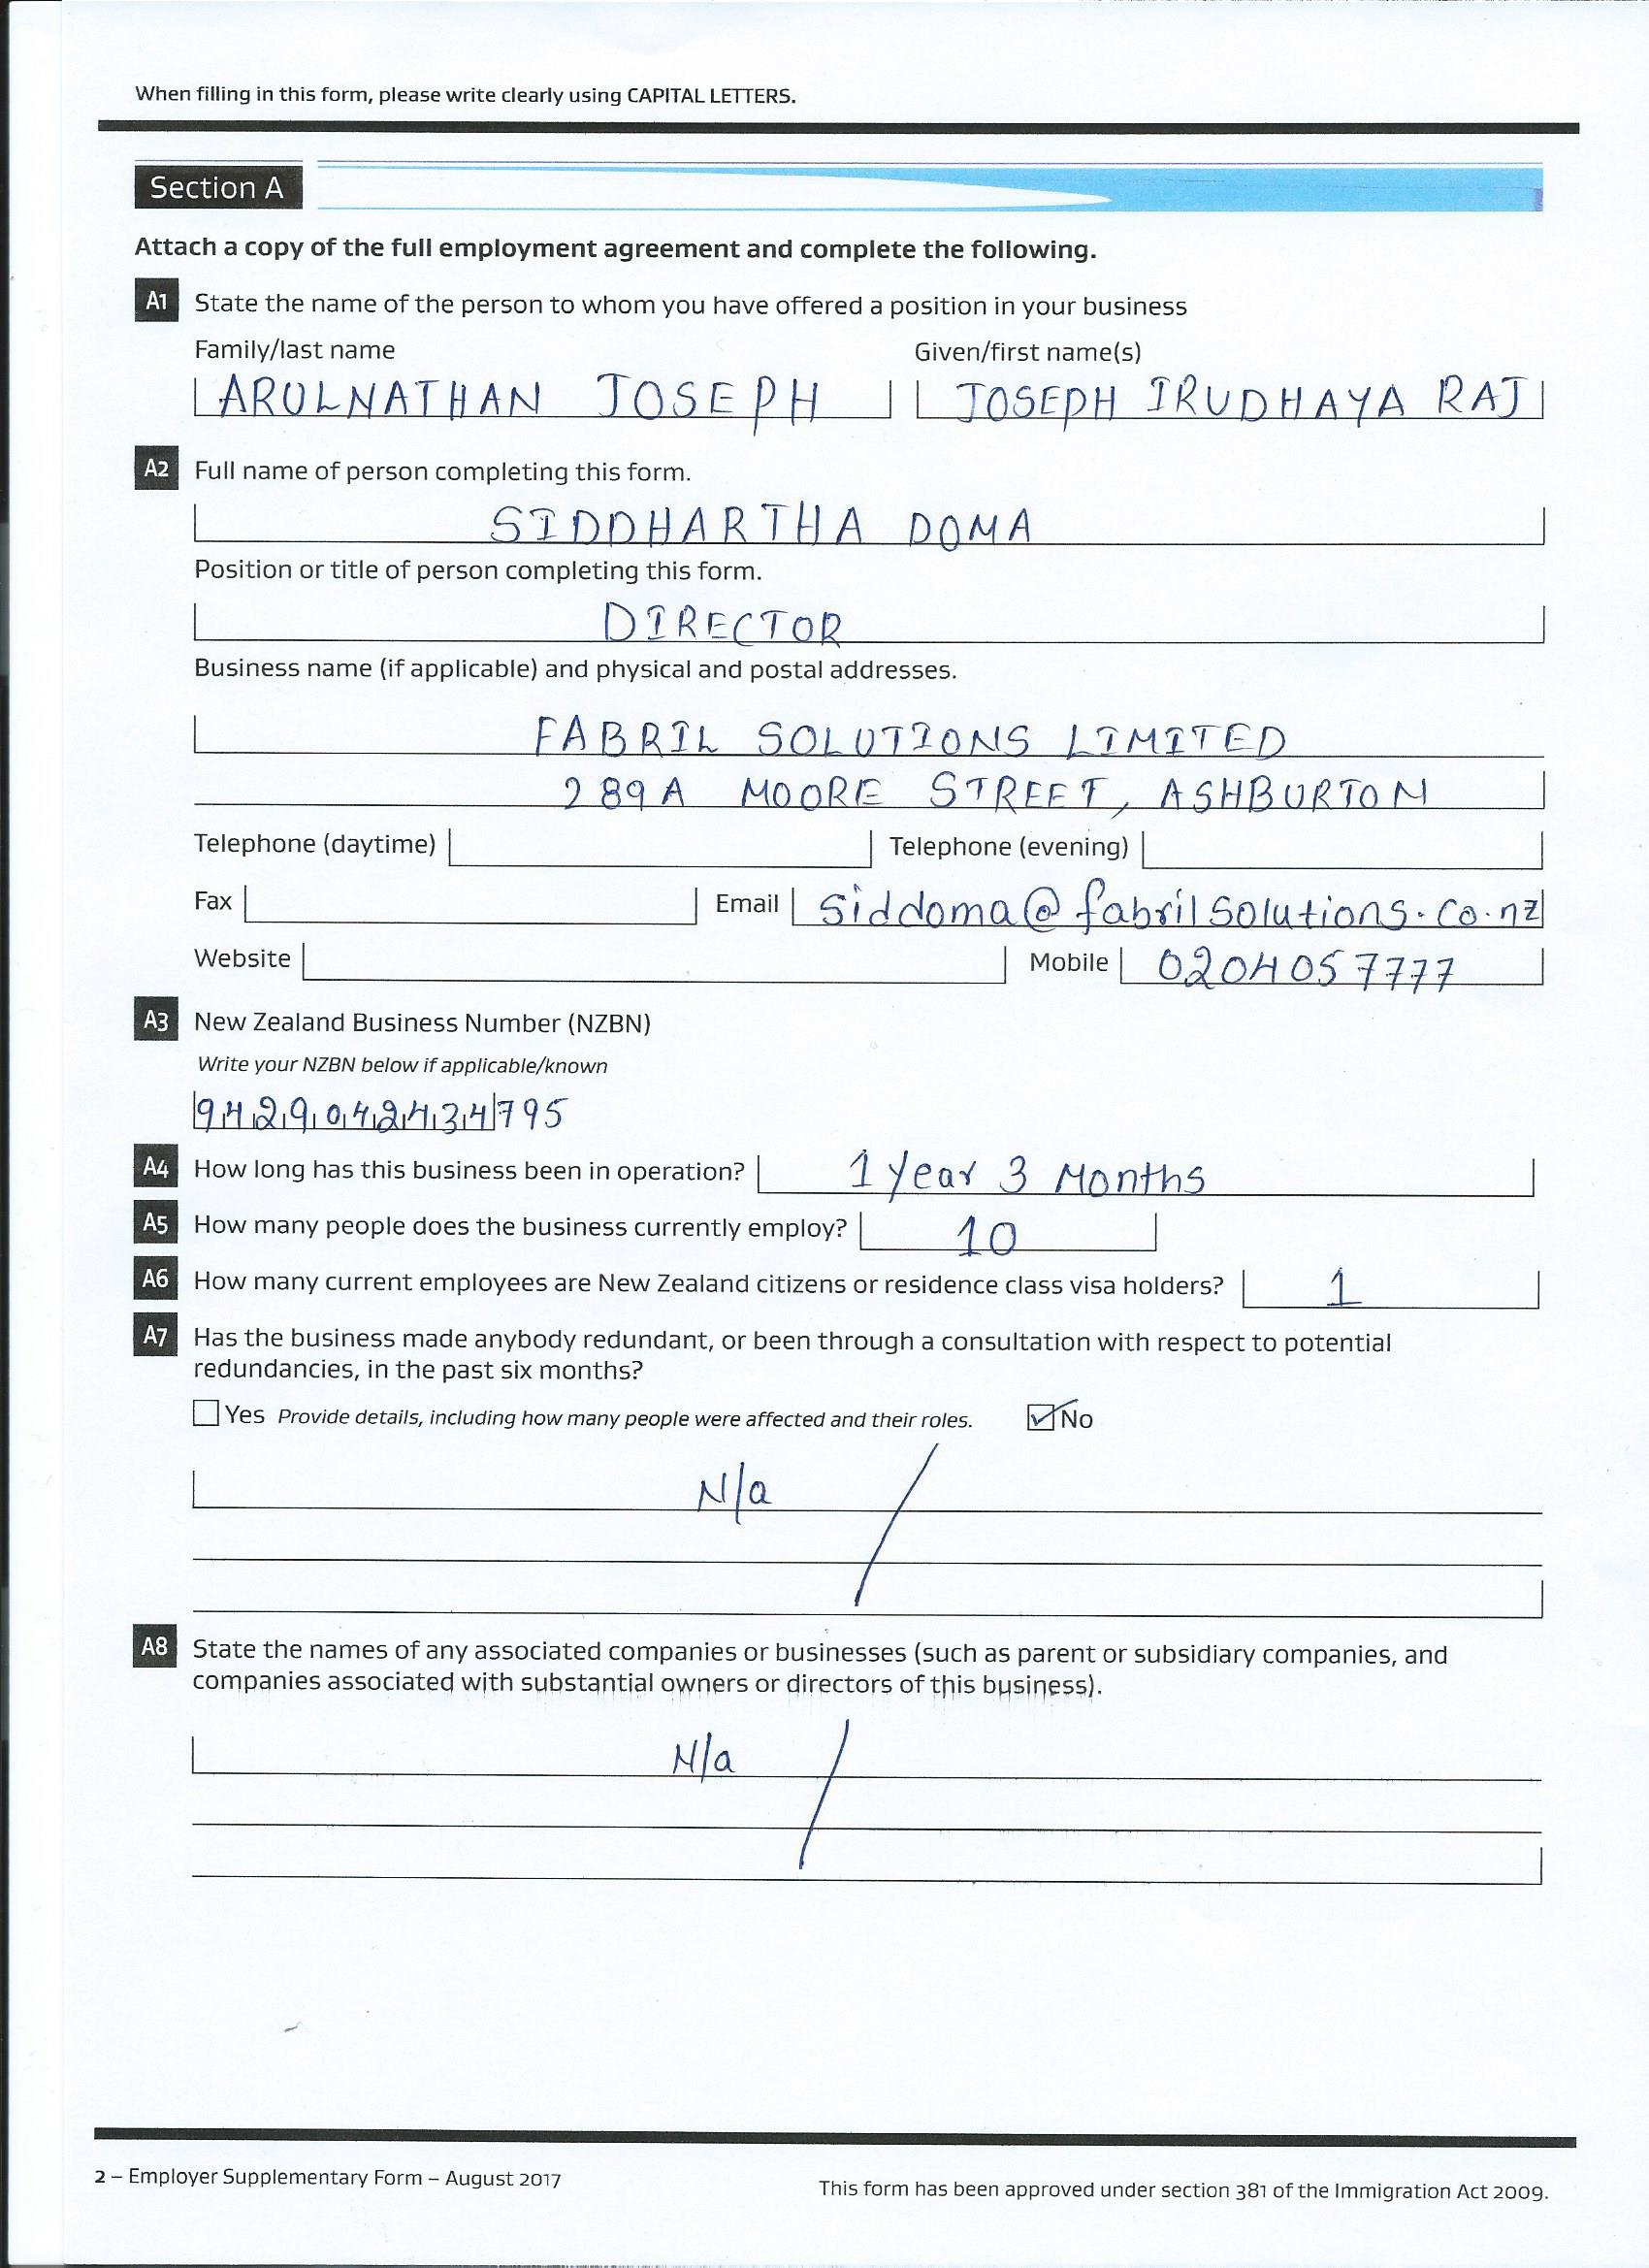 When filling in this form, please write clearly using CAPITAL LETTERS.
Section A
Attach a copy of the full employment agreement and complete the following.
A1 State the name of the person to whom you have offered a position in your business
Family/last name Given/first name(s)
ARULNATHAN JOSEPH JOSEPH IRUDHAYA RAJ
A2 Full name of person completing this form.
SIDDHARTHA DOMA
Position or title of person completing this form.
DIRECTOR
Business name (if applicable) and physical and postal addresses.
FABRIL SOLUTIONS LIMITED
289A MOORE STREET, ASHBURTON
Telephone (daytime) Telephone (evening)
Fax Email siddoma@fabrilsolutions.co.nz
Website Mobile 0204057777
A3 New Zealand Business Number (NZBN)
Write your NZBN below if applicable/known
9429042434795
A4 How long has this business been in operation? 1 year 3 Months
A5 How many people does the business currently employ? 10
A6 How many current employees are New Zealand citizens or residence class visa holders? 1
A7 Has the business made anybody redundant, or been through a consultation with respect to potential
redundancies, in the past six months?
Yes Provide details, including how many people were affected and their roles. No
N/a
A8 State the names of any associated companies or businesses (such as parent or subsidiary companies, and
companies associated with substantial owners or directors of this business).
N/a
2 – Employer Supplementary Form – August 2017
This form has been approved under section 381 of the Immigration Act 2009.